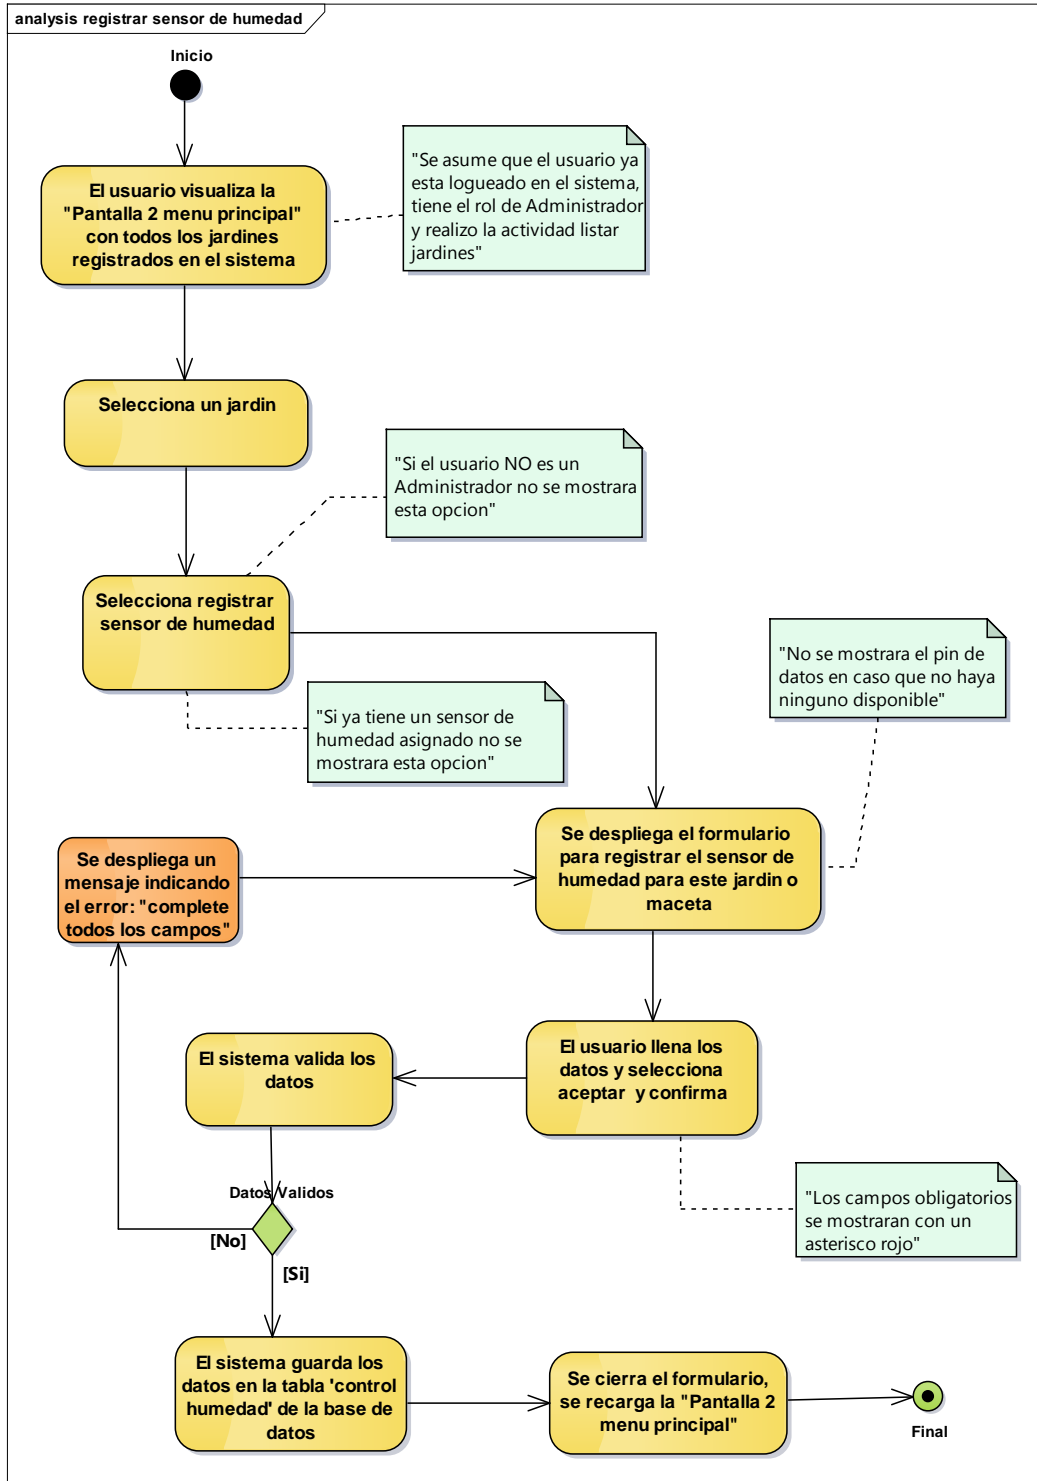 analysis registrar sensor de humedad
Inicio
El usuario visualiza la
"Pantalla 2 menu principal"
con todos los jardines
registrados en el sistema
"Se asume que el usuario ya
esta logueado en el sistema,
tiene el rol de Administrador
y realizo la actividad listar
jardines"
Selecciona un jardin
"Si el usuario NO es un
Administrador no se mostrara
esta opcion"
Selecciona registrar
sensor de humedad
"No se mostrara el pin de
datos en caso que no haya
ninguno disponible"
"Si ya tiene un sensor de
humedad asignado no se
mostrara esta opcion"
Se despliega el formulario
para registrar el sensor de
humedad para este jardin o
maceta
Se despliega un
mensaje indicando
el error: "complete
todos los campos"
El usuario llena los
datos y selecciona
aceptar  y confirma
El sistema valida los
datos
"Los campos obligatorios
se mostraran con un
asterisco rojo"
Datos Validos
[No]
[Si]
El sistema guarda los
datos en la tabla 'control
humedad' de la base de
datos
Se cierra el formulario,
se recarga la "Pantalla 2
menu principal"
Final